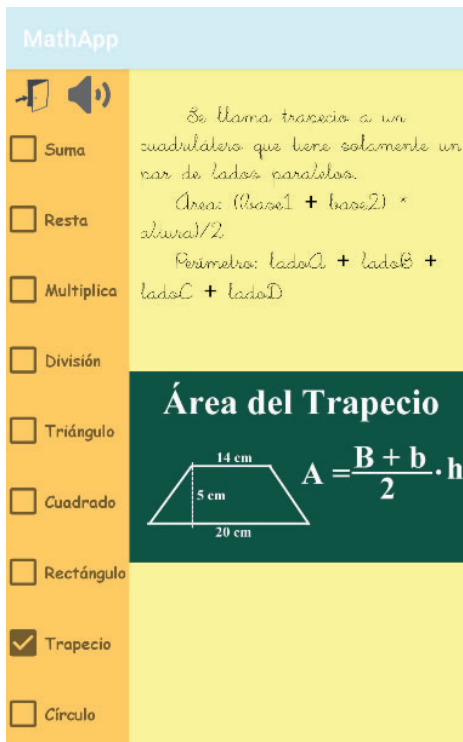 MathApp
Suma
Resta
Multiplica
División
Triángulo
Cuadrado
Rectángulo
Trapecio
Círculo
Se llama trapecio a un
cuadrilátero que tiene solamente un
par de lados paralelos.
Área: (Base1 + base2) *
altura)/2
Perímetro: ladoA + ladoB +
ladoC + ladoD
Área del Trapecio
14 cm
5 cm
20 cm
A = B + b / 2 · h